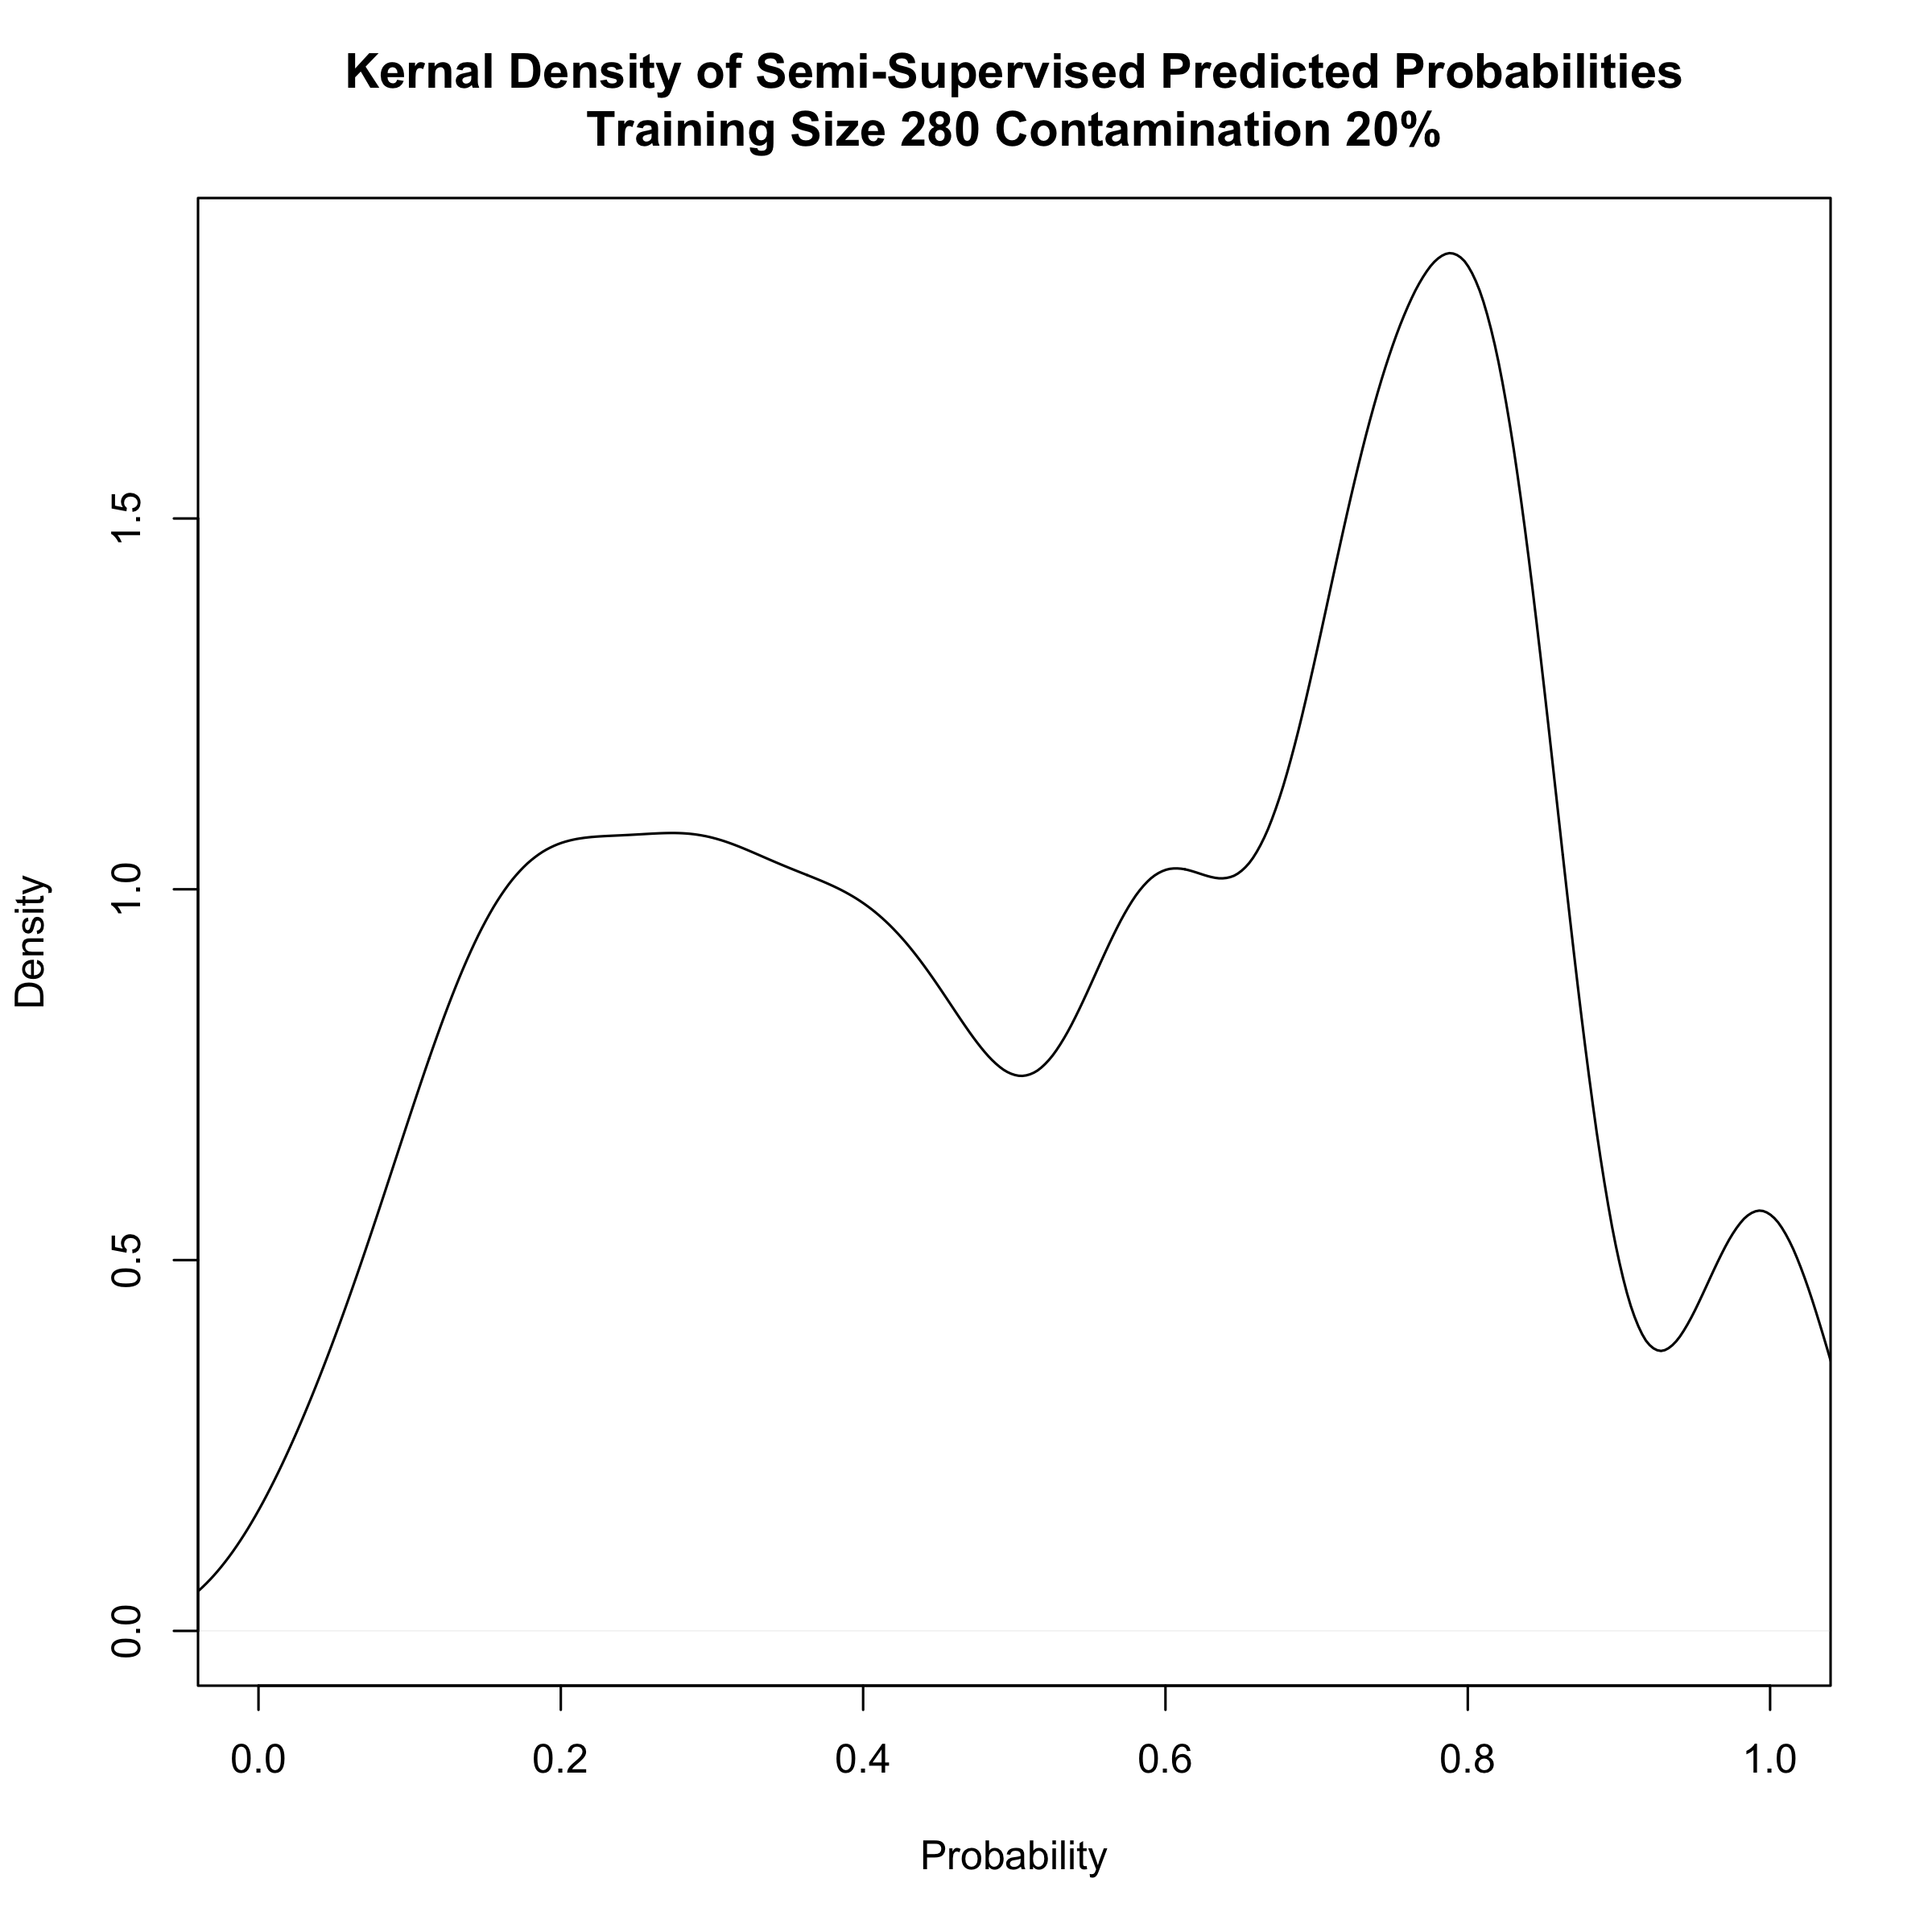 Kernal Density of Semi-Supervised Predicted Probabilities
Training Size 280 Contamination 20%
Density
1.5
1.0
0.5
0.0
0.0 0.2 0.4 0.6 0.8 1.0
Probability